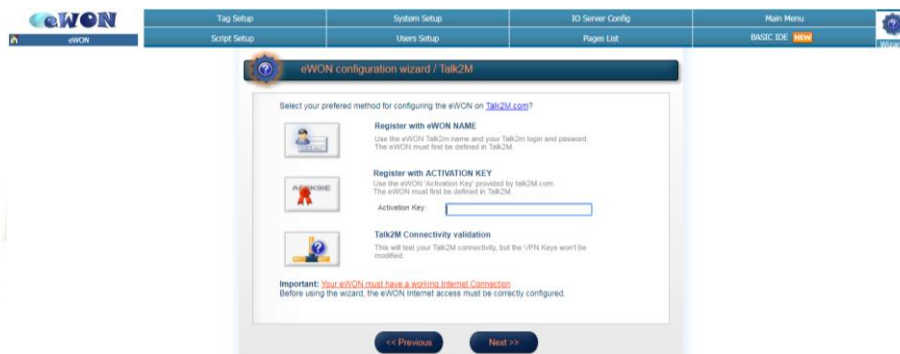 eWON
Tag Setup
System Setup
IO Server Config
Main Menu
eWON
Script Setup
Users Setup
Pages List
BASIC IDE NEW
Wizar
eWON configuration wizard / Talk2M
Select your prefered method for configuring the eWON on Talk2M.com?
Register with eWON NAME
Use the eWON Talk2m name and your Talk2m login and pasword.
The eWON must first be defined in Talk2M.
Register with ACTIVATION KEY
Use the eWON 'Activation Key' provided by talk2M.com.
The eWON must first be defined in Talk2M.
Activation Key:
Talk2M Connectivity validation
This will test your Talk2M connectivity, but the VPN Keys won't be
modified.
Important: Your eWON must have a working Internet Connection
Before using the wizard, the eWON Internet access must be correctly configured.
<< Previous
Next >>